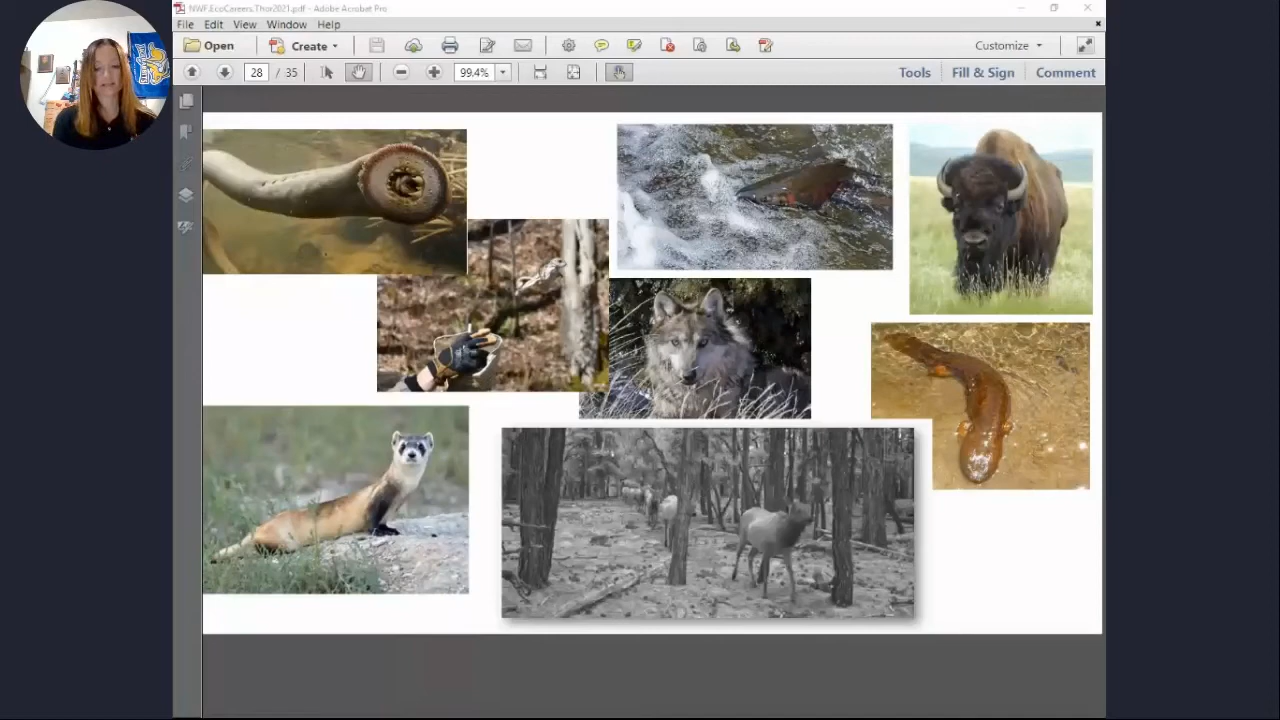 NWF.EcoCareers.Thor2021.pdf - Adobe Acrobat Pro
File Edit View Window Help
Open Create Customize
28 / 35 99.4% Tools Fill & Sign Comment